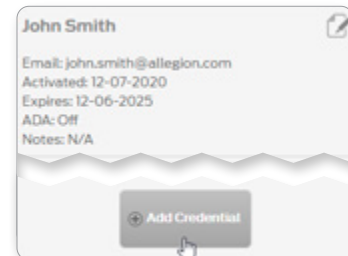 John Smith
Email: john.smith@allegion.com
Activated: 12-07-2020
Expires: 12-06-2025
ADA: Off
Notes: N/A
Add Credential